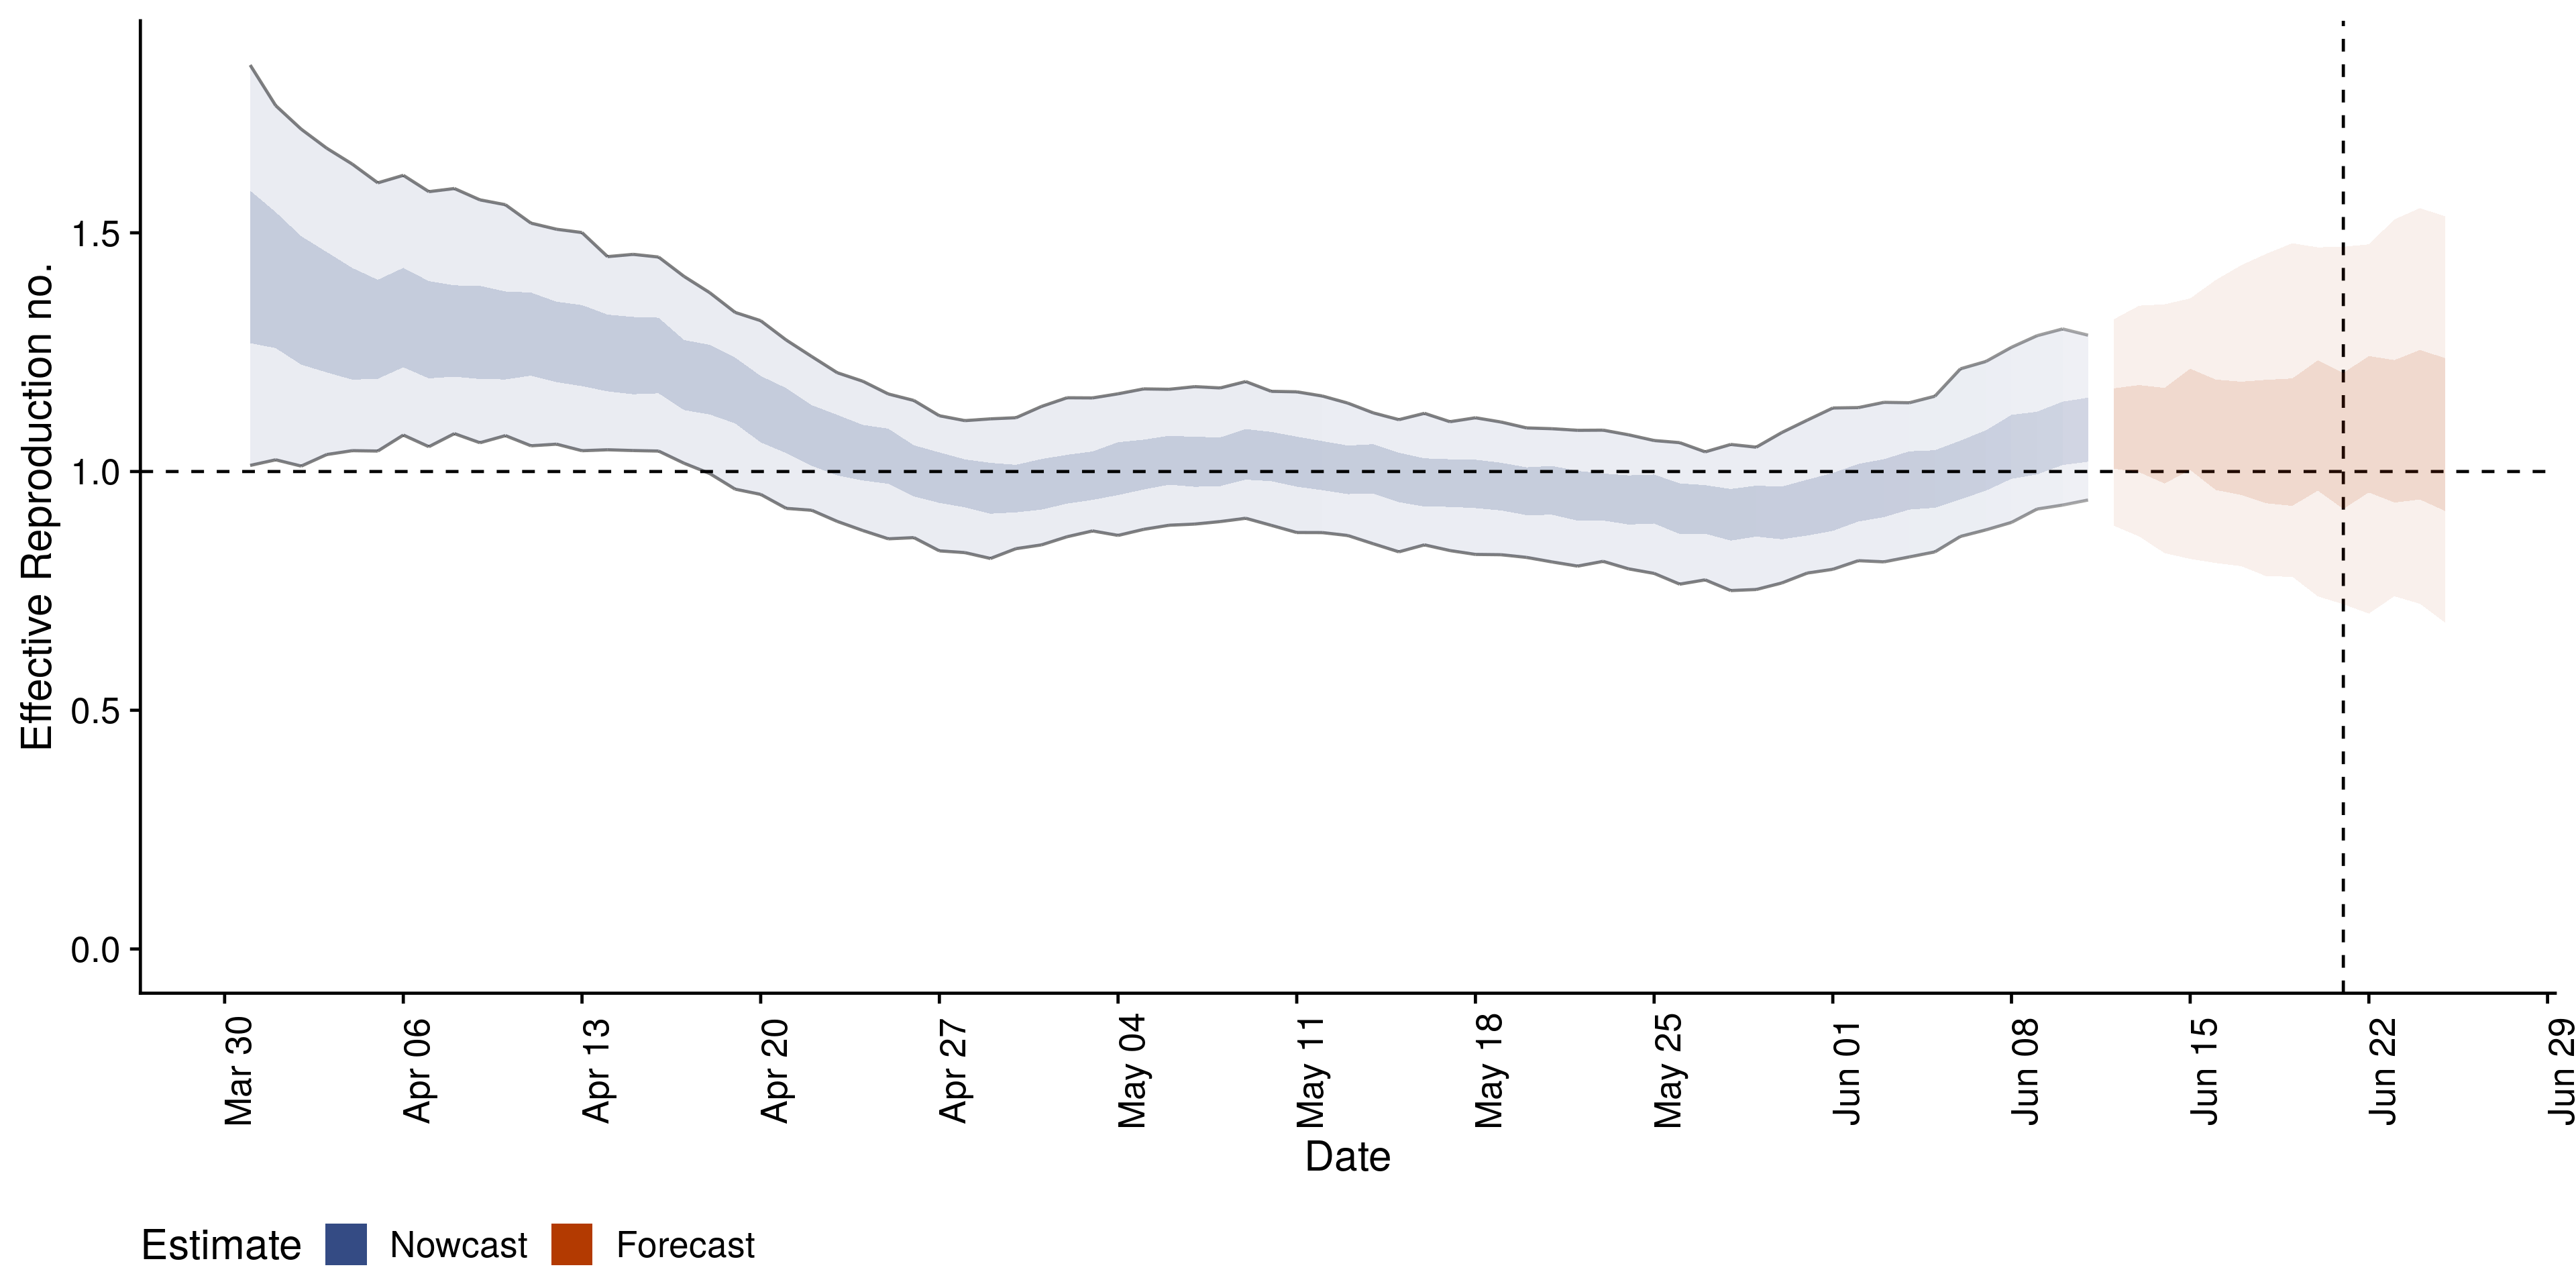 Effective Reproduction no.
1.5
1.0
0.5
0.0
Mar 30
Apr 06
Apr 13
Apr 20
Apr 27
May 04
May 11
May 18
May 25
Jun 01
Jun 08
Jun 15
Jun 22
Jun 29
Date
Estimate Nowcast Forecast